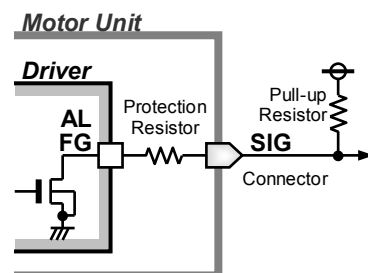 Motor Unit
Driver
AL
FG
Protection
Resistor
SIG
Connector
Pull-up
Resistor